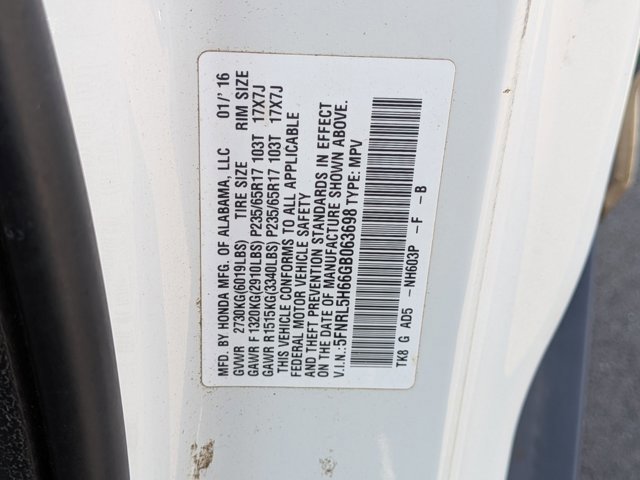 MFD. BY HONDA MFG. OF ALABAMA, LLC 01/'16
GVWR 2730KG(6019LBS) TIRE SIZE RIM SIZE
GAWR F 1320KG(2910LBS) P235/65R17 103T 17X7J
GAWR R 1515KG(3340LBS) P235/65R17 103T 17X7J
THIS VEHICLE CONFORMS TO ALL APPLICABLE
FEDERAL MOTOR VEHICLE SAFETY
AND THEFT PREVENTION STANDARDS IN EFFECT
ON THE DATE OF MANUFACTURE SHOWN ABOVE.
V.I.N.:5FNRL5H66GB063698 TYPE: MPV
TK8 G AD5 -NH603P -F -B